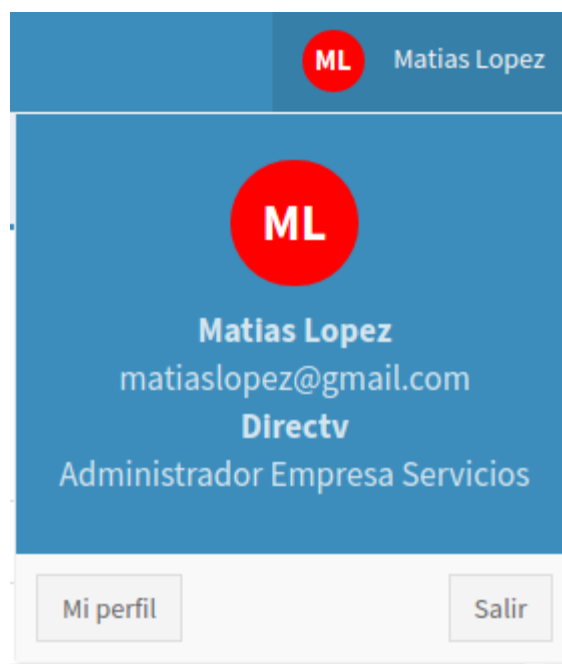 ML Matias Lopez
ML
Matias Lopez
matiaslopez@gmail.com
Directv
Administrador Empresa Servicios
Mi perfil Salir